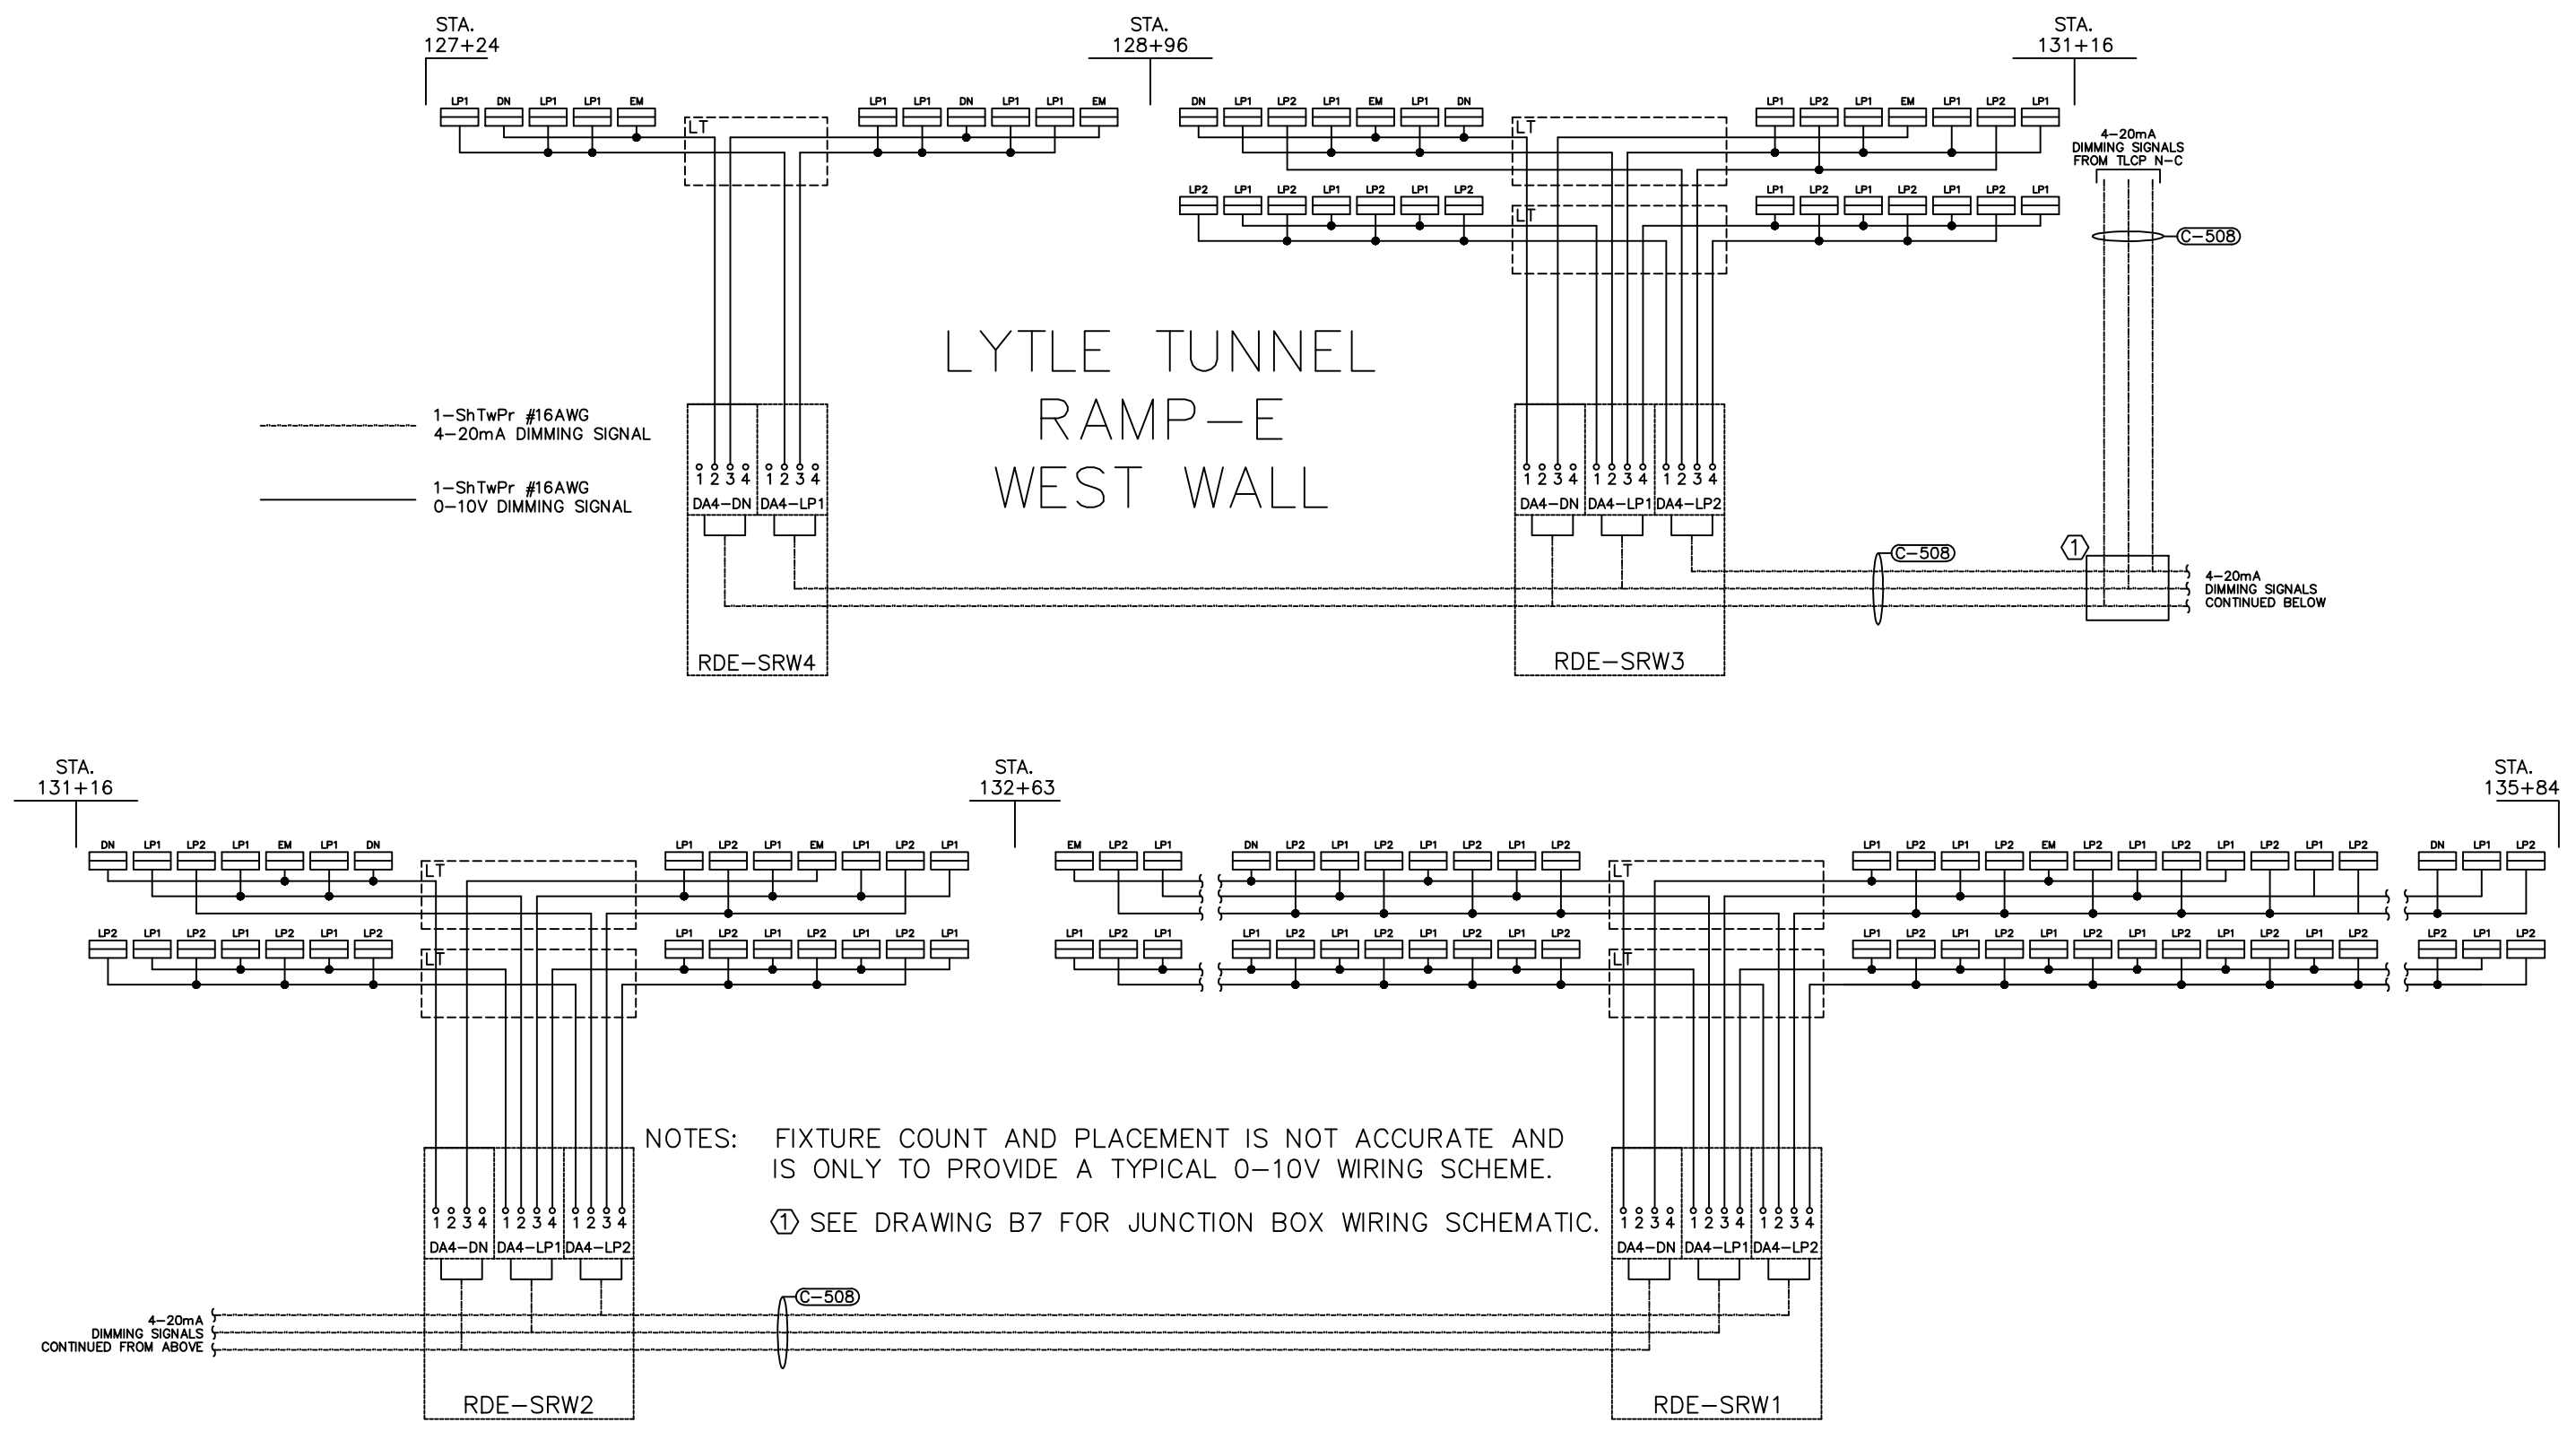 STA.
127+24
STA.
128+96
STA.
131+16
LP1 DN LP1 LP1 EM
LP1 LP1 DN LP1 LP1 EM
DN LP1 LP2 LP1 EM LP1 DN
LP1 LP2 LP1 EM LP1 LP2 LP1
LT
LT
4-20mA
DIMMING SIGNALS
FROM TLCP N-C
LP2 LP1 LP2 LP1 LP2 LP1 LP2
LP1 LP2 LP1 LP2 LP1 LP2 LP1
LT
C-508
LYTLE TUNNEL
RAMP-E
WEST WALL
1-ShTwPr #16AWG
4-20mA DIMMING SIGNAL
1-ShTwPr #16AWG
0-10V DIMMING SIGNAL
1 2 3 4 1 2 3 4
DA4-DN DA4-LP1
1 2 3 4 1 2 3 4 1 2 3 4
DA4-DN DA4-LP1 DA4-LP2
C-508
1
4-20mA
DIMMING SIGNALS
CONTINUED BELOW
RDE-SRW4
RDE-SRW3
STA.
131+16
STA.
132+63
STA.
135+84
DN LP1 LP2 LP1 EM LP1 DN
LP1 LP2 LP1 EM LP1 LP2 LP1
EM LP2 LP1
DN LP2 LP1 LP2 LP1 LP2 LP1 LP2
LP1 LP2 LP1 LP2 EM LP2 LP1 LP2 LP1 LP2 LP1 LP2
DN LP1 LP2
LT
LT
LP2 LP1 LP2 LP1 LP2 LP1 LP2
LP1 LP2 LP1 LP2 LP1 LP2 LP1
LP1 LP2 LP1
LP1 LP2 LP1 LP2 LP1 LP2 LP1 LP2
LP1 LP2 LP1 LP2 LP1 LP2 LP1 LP2 LP1 LP2 LP1 LP2
LP2 LP1 LP2
LT
LT
NOTES: FIXTURE COUNT AND PLACEMENT IS NOT ACCURATE AND
IS ONLY TO PROVIDE A TYPICAL 0-10V WIRING SCHEME.
1 SEE DRAWING B7 FOR JUNCTION BOX WIRING SCHEMATIC.
1 2 3 4 1 2 3 4 1 2 3 4
DA4-DN DA4-LP1 DA4-LP2
1 2 3 4 1 2 3 4 1 2 3 4
DA4-DN DA4-LP1 DA4-LP2
C-508
4-20mA
DIMMING SIGNALS
CONTINUED FROM ABOVE
RDE-SRW2
RDE-SRW1